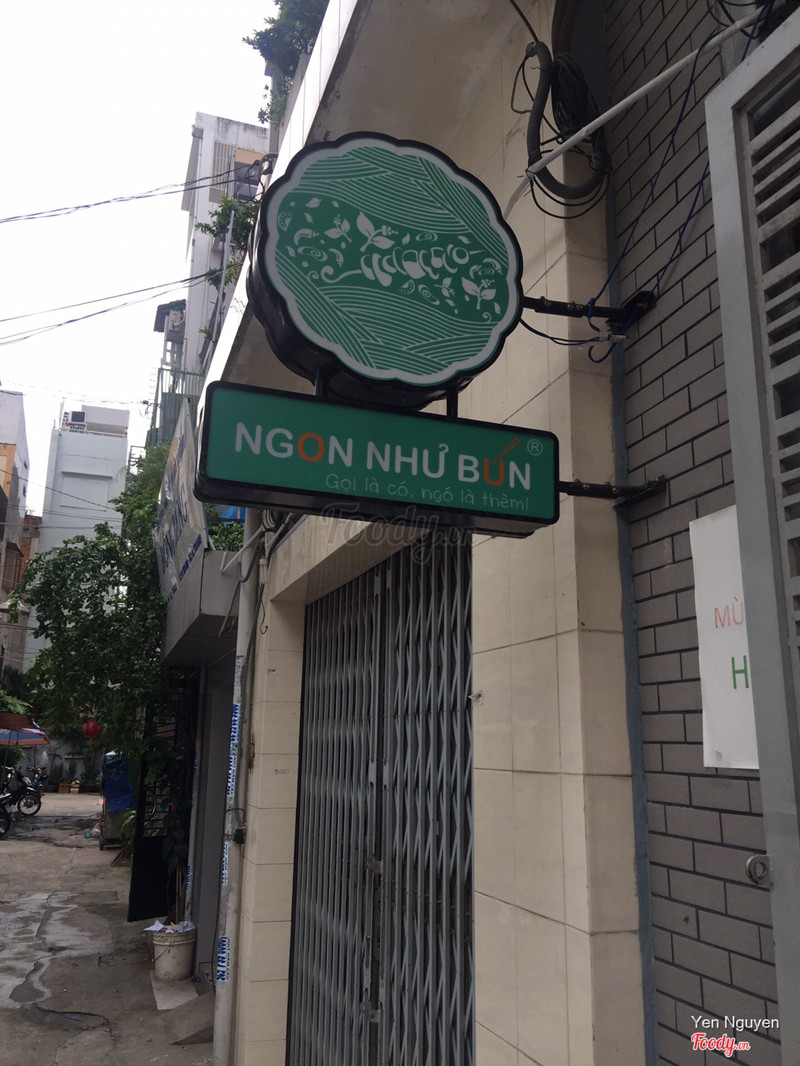 NGON NHƯ BÚN ®
Gọi là có, ngó là thèm!
Foody.vn
MÙ
H
Yen Nguyen
Foody.vn